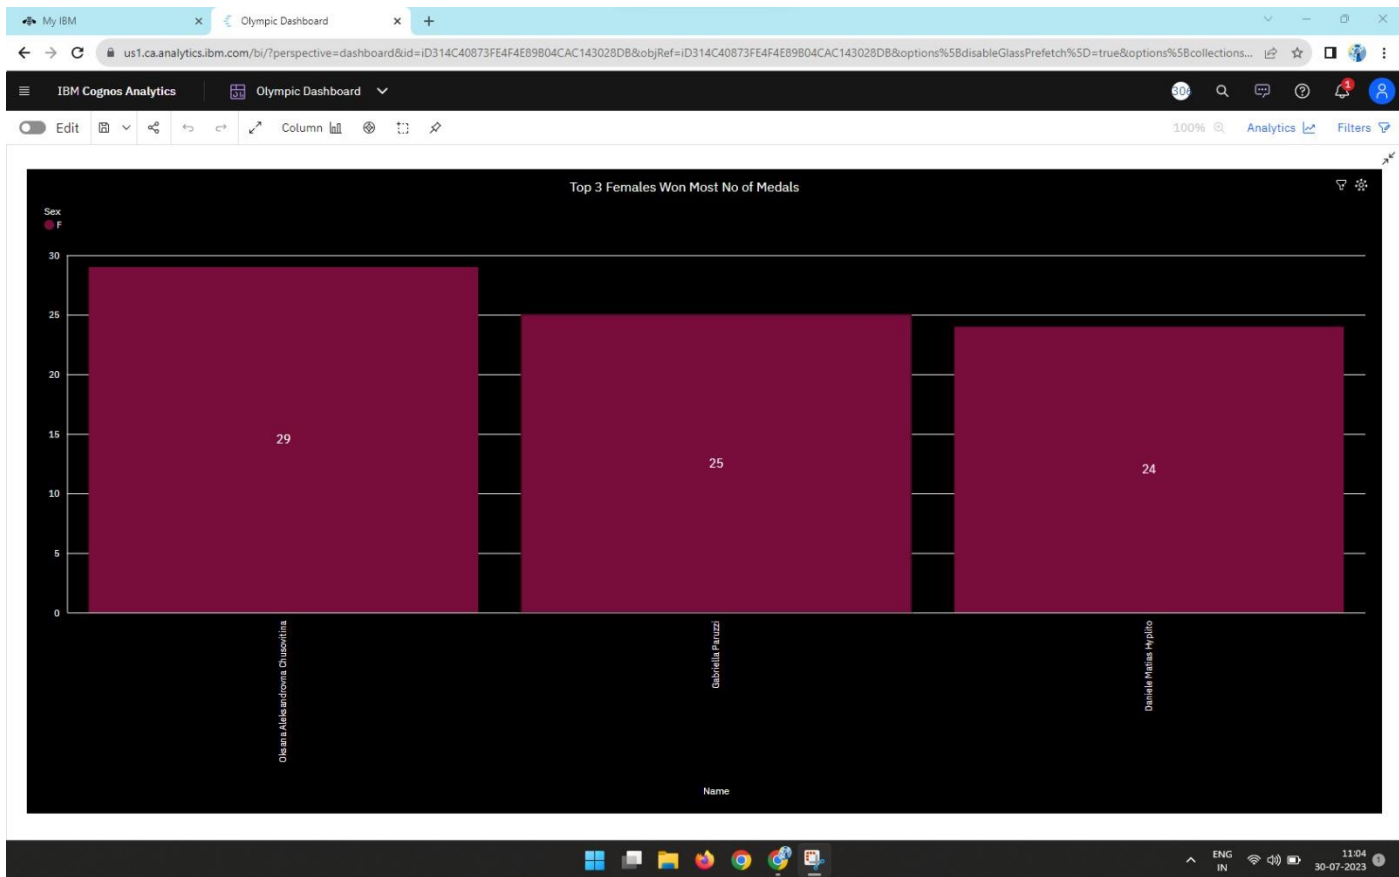 My IBM
Olympic Dashboard
us1.ca.analytics.ibm.com/bi/?perspective=dashboard&id=iD314C40873FE4F4E89B04CAC143028DB&objRef=iD314C40873FE4F4E89B04CAC143028DB&options%5BdisableGlassPrefetch%5D=true&options%5Bcollections...
IBM Cognos Analytics
Olympic Dashboard
1
Edit
Column
100%
Analytics
Filters
Top 3 Females Won Most No of Medals
Sex
F
30
25
20
15
10
5
0
29
25
24
Oksana Aleksandrovna Chusovitina
Gabriella Paruzzi
Daniele Matias Hyplito
Name
ENG
IN
11:04
30-07-2023
1